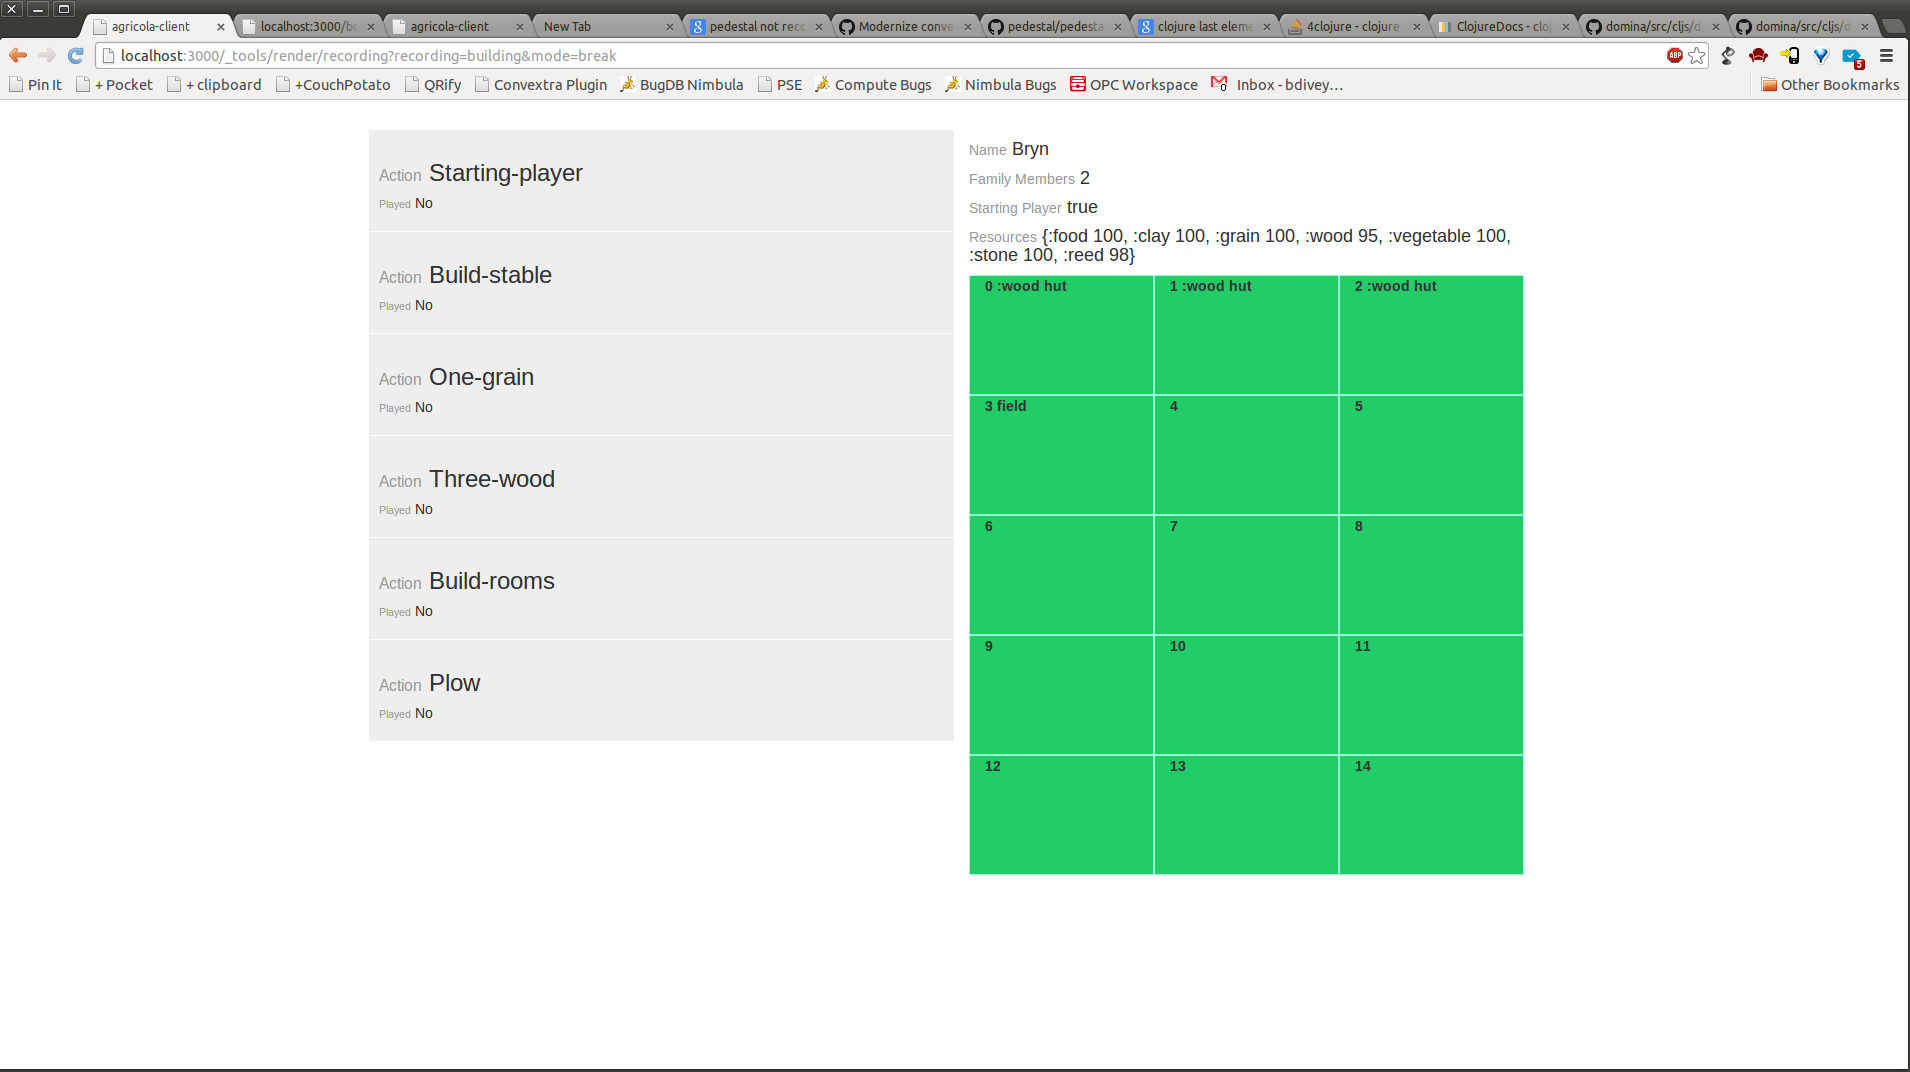 agricola-client
localhost:3000/bc
agricola-client
New Tab
pedestal not reco
Modernize conve
pedestal/pedesta
clojure last eleme
4clojure - clojure
ClojureDocs - cloj
domina/src/cljs/d
domina/src/cljs/d
localhost:3000/_tools/render/recording?recording=building&mode=break
ABP
5
Pin It
+ Pocket
+ clipboard
+CouchPotato
QRify
Convextra Plugin
BugDB Nimbula
PSE
Compute Bugs
Nimbula Bugs
OPC Workspace
Inbox - bdivey…
Other Bookmarks
Action Starting-player
Played No
Action Build-stable
Played No
Action One-grain
Played No
Action Three-wood
Played No
Action Build-rooms
Played No
Action Plow
Played No
Name Bryn
Family Members 2
Starting Player true
Resources {:food 100, :clay 100, :grain 100, :wood 95, :vegetable 100,
:stone 100, :reed 98}
0 :wood hut
1 :wood hut
2 :wood hut
3 field
4
5
6
7
8
9
10
11
12
13
14